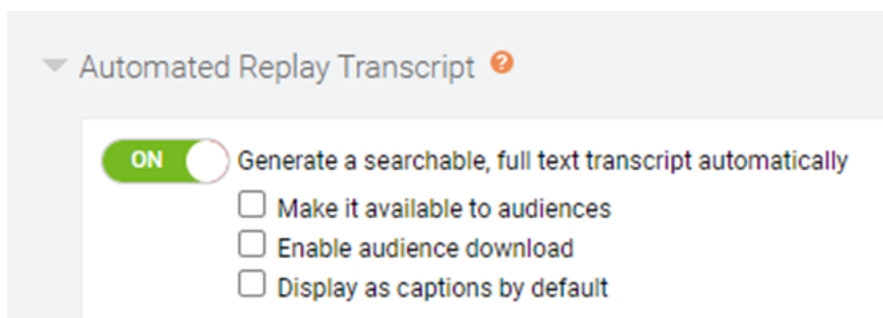 Automated Replay Transcript ?
ON Generate a searchable, full text transcript automatically
Make it available to audiences
Enable audience download
Display as captions by default